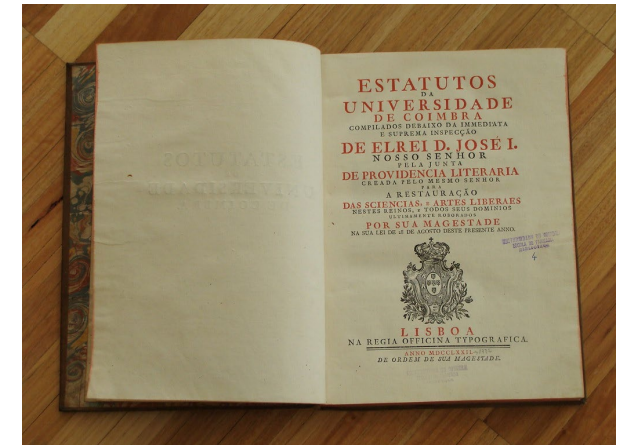 ESTATUTOS
DA
UNIVERSIDADE
DE COIMBRA
COMPILADOS DEBAIXO DA IMMEDIATA
E SUPREMA INSPECÇÃO
DE ELREI D. JOSÉ I.
NOSSO SENHOR
PELA JUNTA
DE PROVIDENCIA LITERARIA
CREADA PELO MESMO SENHOR
PARA
A RESTAURAÇÃO
DAS SCIENCIAS, E ARTES LIBERAES
NESTES REINOS, E TODOS SEUS DOMINIOS
ULTIMAMENTE ROBORADOS
POR SUA MAGESTADE
NA SUA LEI DE 28 DE AGOSTO DESTE PRESENTE ANNO.
4
LISBOA
NA REGIA OFFICINA TYPOGRAFICA.
ANNO MDCCLXXII.
DE ORDEM DE SUA MAGESTADE.